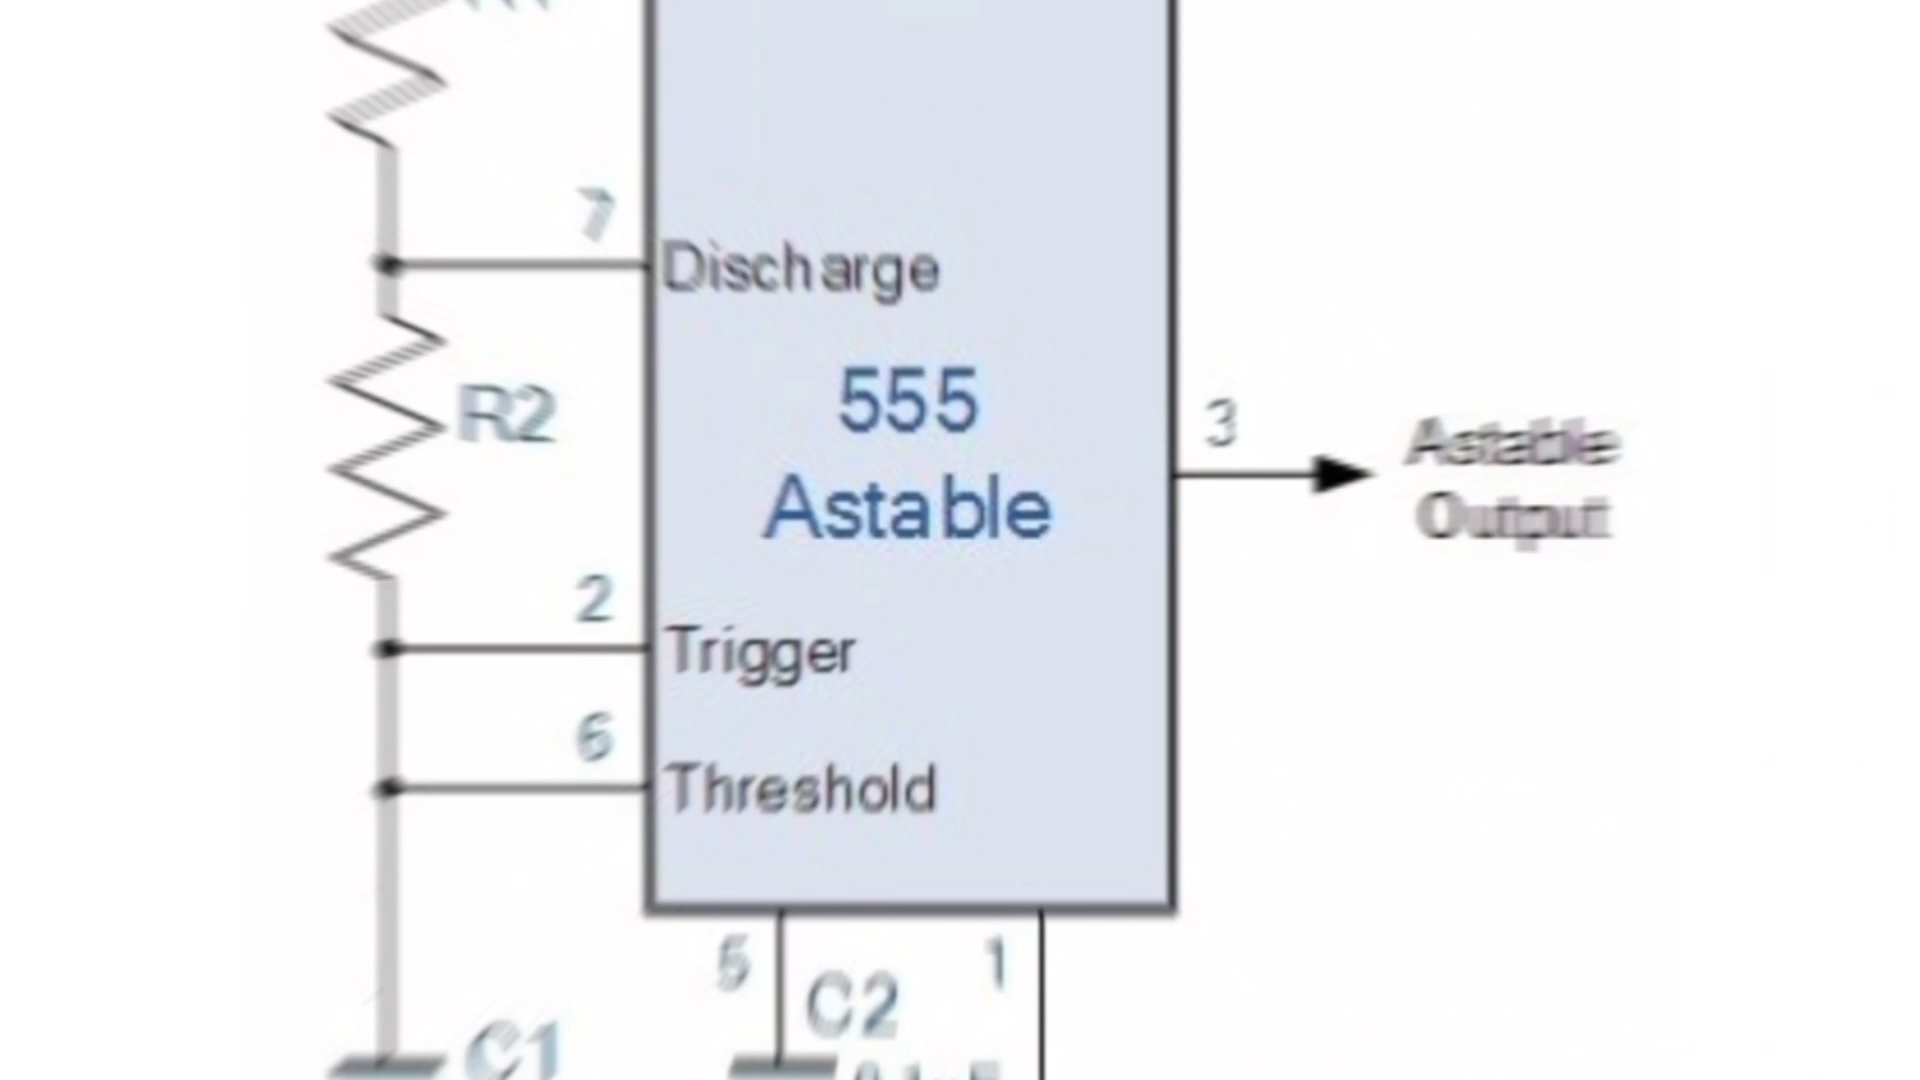 7
Discharge
555
R2
3
Astable
Astable
Output
2
Trigger
6
Threshold
5
1
C2
C1